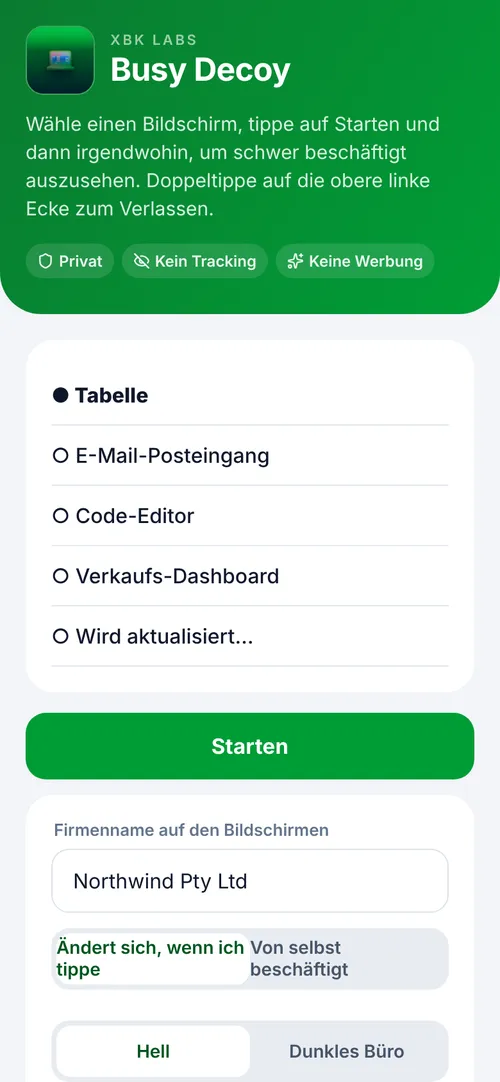 XBK LABS
Busy Decoy
Wähle einen Bildschirm, tippe auf Starten und
dann irgendwohin, um schwer beschäftigt
auszusehen. Doppeltippe auf die obere linke
Ecke zum Verlassen.
Privat
Kein Tracking
Keine Werbung
Tabelle
E-Mail-Posteingang
Code-Editor
Verkaufs-Dashboard
Wird aktualisiert...
Starten
Firmenname auf den Bildschirmen
Northwind Pty Ltd
Ändert sich, wenn ich
tippe
Von selbst
beschäftigt
Hell
Dunkles Büro